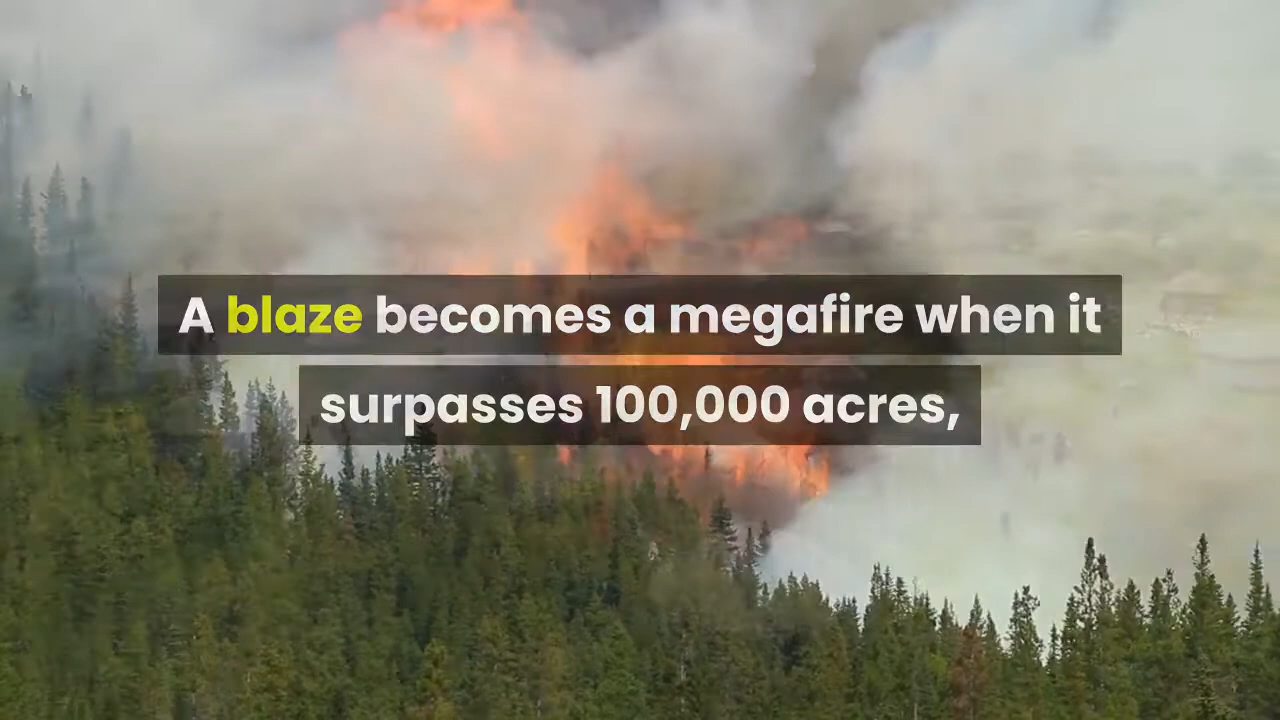 A blaze becomes a megafire when it
surpasses 100,000 acres,